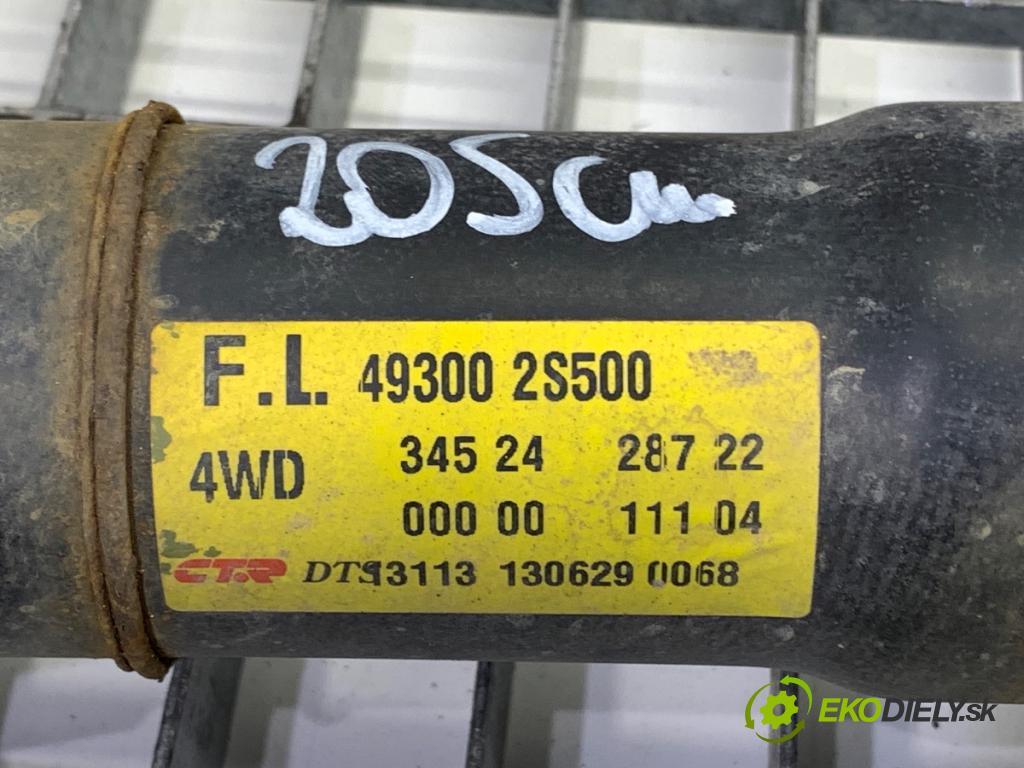 205cm
F.L. 49300 2S500
4WD 345 24 287 22
000 00 111 04
CTR DTS13113 130629 0068
EKODIELY.SK